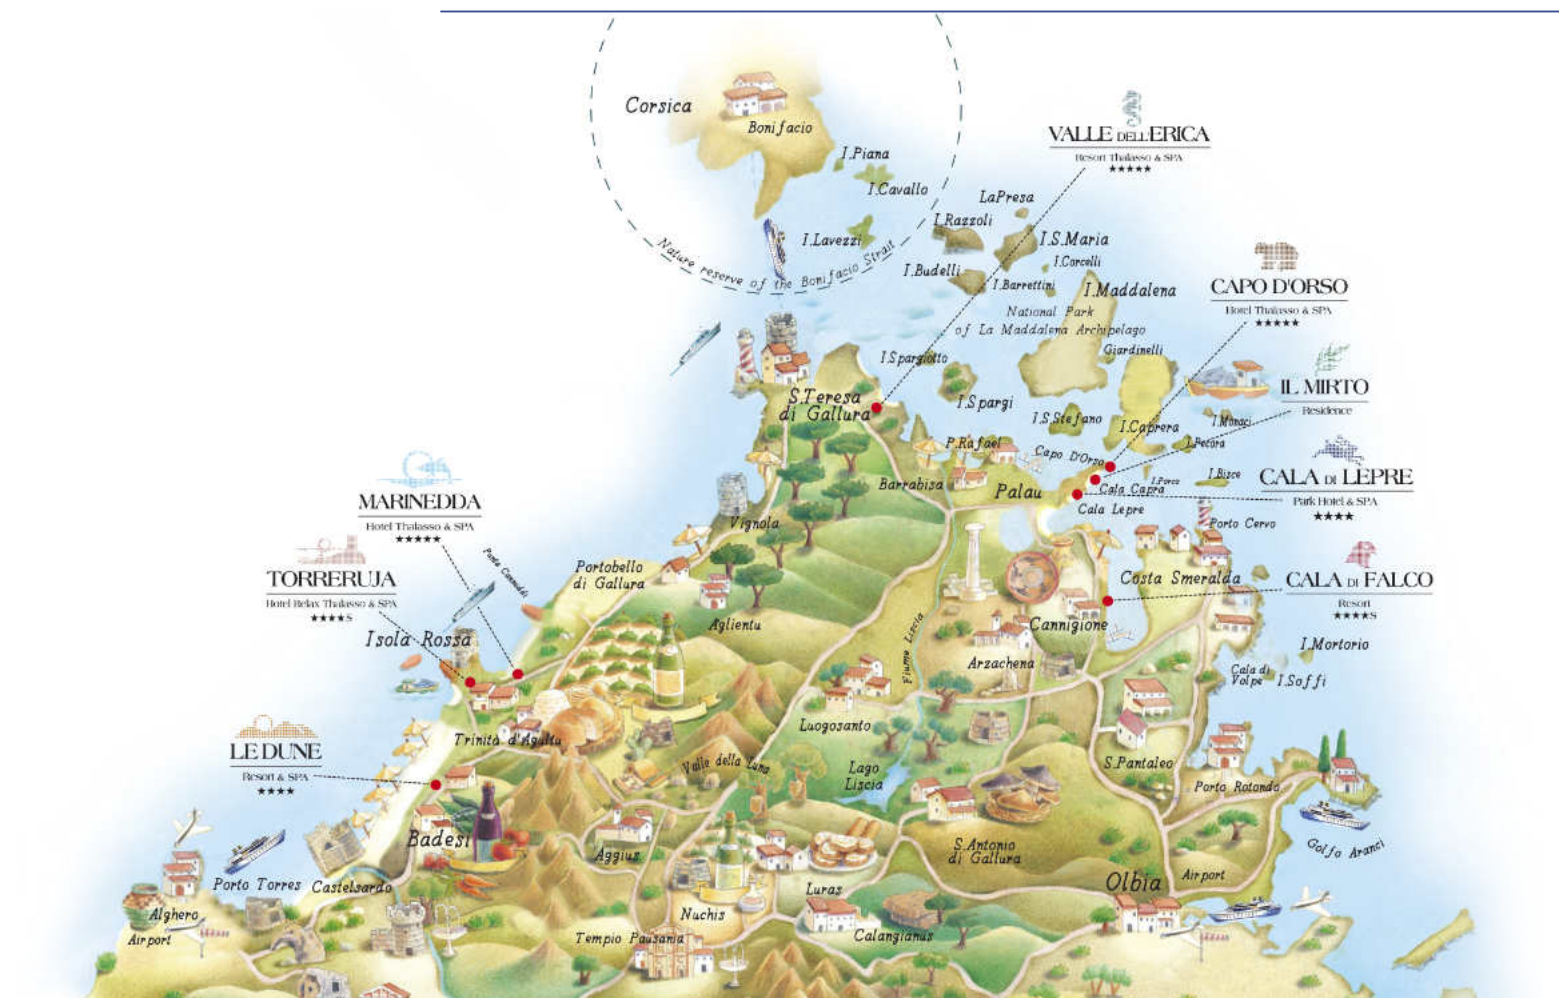 Corsica
Bonifacio
I.Piana
I.Cavallo
I.Lavezzi
Nature reserve of the Bonifacio Strait
VALLE DELL'ERICA
Resort Thalasso & SPA
★★★★★
LaPresa
I.Razzoli
I.S.Maria
I.Corcelli
I.Budelli
I.Barrettini
I.Maddalena
National Park
of La Maddalena Archipelago
Giardinelli
CAPO D'ORSO
Hotel Thalasso & SPA
★★★★★
I.Spargiotto
I.Spargi
IL MIRTO
Residence
S.Teresa
di Gallura
I.S.Stefano
I.Caprera
I.Monaci
I.Pecora
P.Rafael
Capo D'Orso
Barrabisa
Palau
Cala Capra
I.Porco
I.Bisce
Cala Lepre
CALA DI LEPRE
Park Hotel & SPA
★★★★
Porto Cervo
MARINEDDA
Hotel Thalasso & SPA
★★★★★
Vignola
Portobello
di Gallura
TORRERUJA
Hotel Relax Thalasso & SPA
★★★★S
Costa Smeralda
CALA DI FALCO
Resort
★★★★S
Isola Rossa
Aglientu
Fiume Liscia
Cannigione
Arzachena
I.Mortorio
Cala di
Volpe
I.Soffi
LE DUNE
Resort & SPA
★★★★
Trinità d'Agultu
Luogosanto
Valle della Luna
Lago
Liscia
S.Pantaleo
Porto Rotondo
Badesi
Aggius
S.Antonio
di Gallura
Golfo Aranci
Porto Torres
Castelsardo
Luras
Olbia
Airport
Alghero
Airport
Nuchis
Tempio Pausania
Calangianus